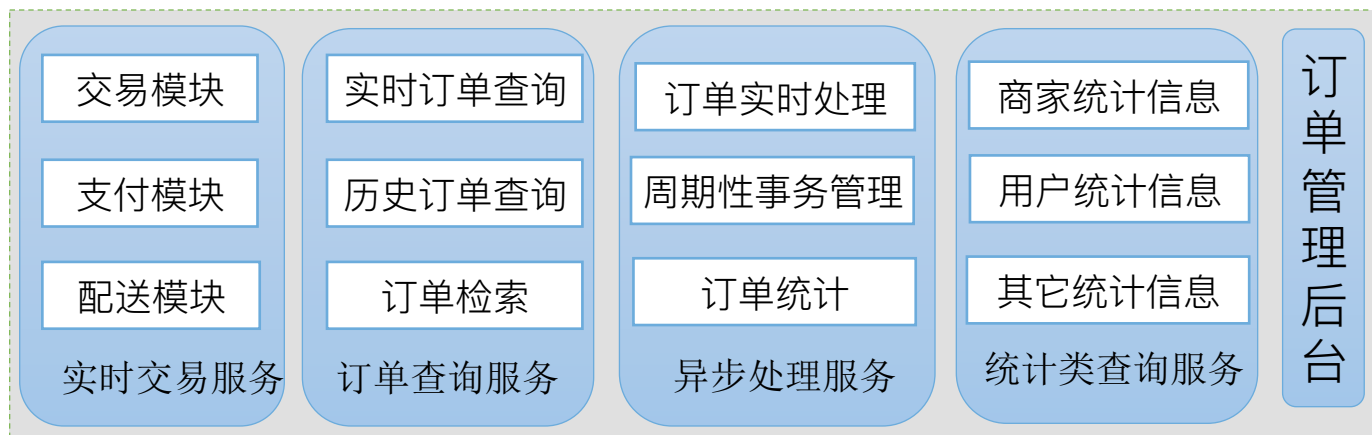 交易模块
支付模块
配送模块
实时交易服务
实时订单查询
历史订单查询
订单检索
订单查询服务
订单实时处理
周期性事务管理
订单统计
异步处理服务
商家统计信息
用户统计信息
其它统计信息
统计类查询服务
订单管理后台